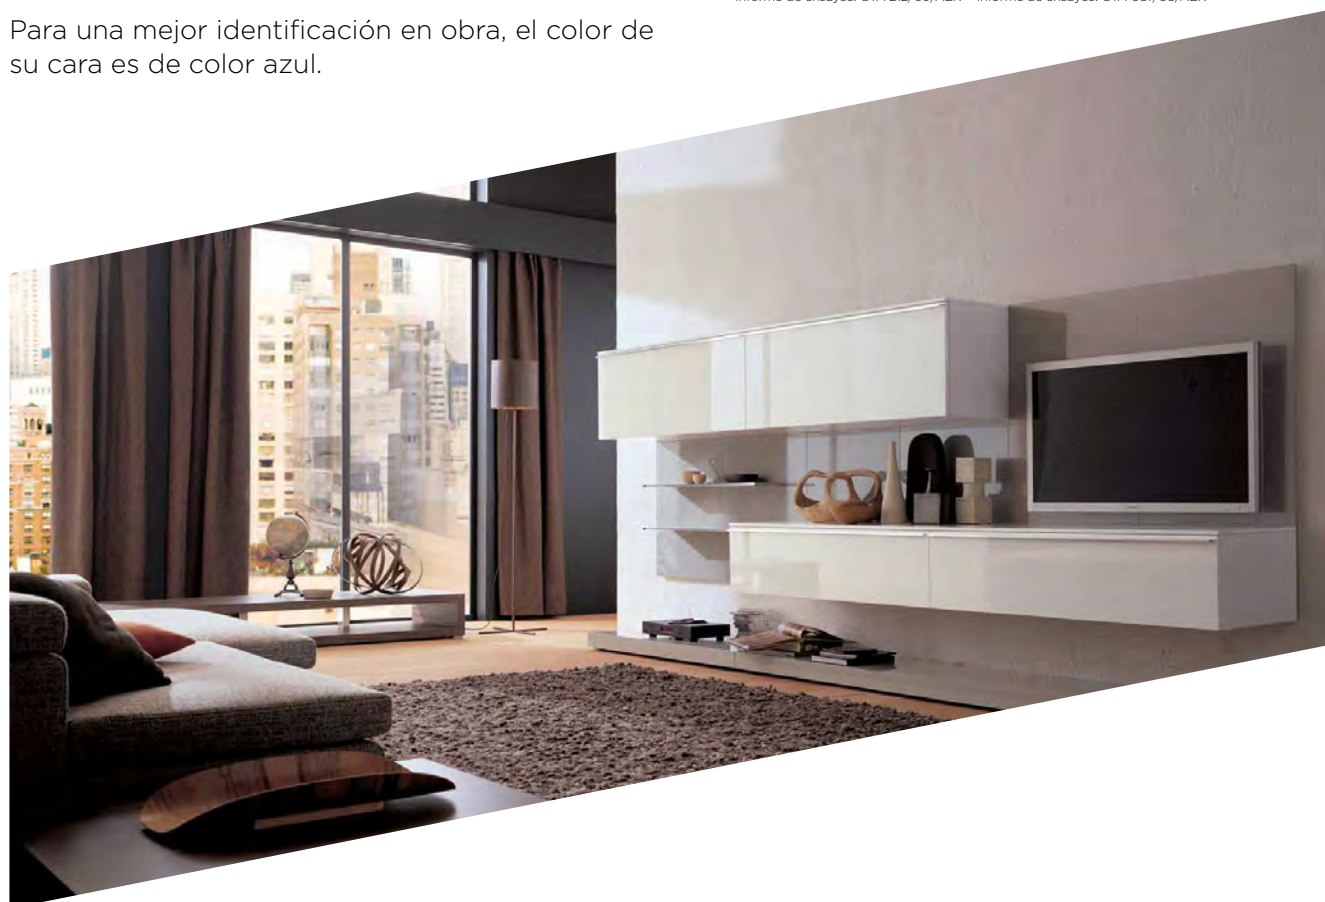 Para una mejor identificación en obra, el color de
su cara es de color azul.